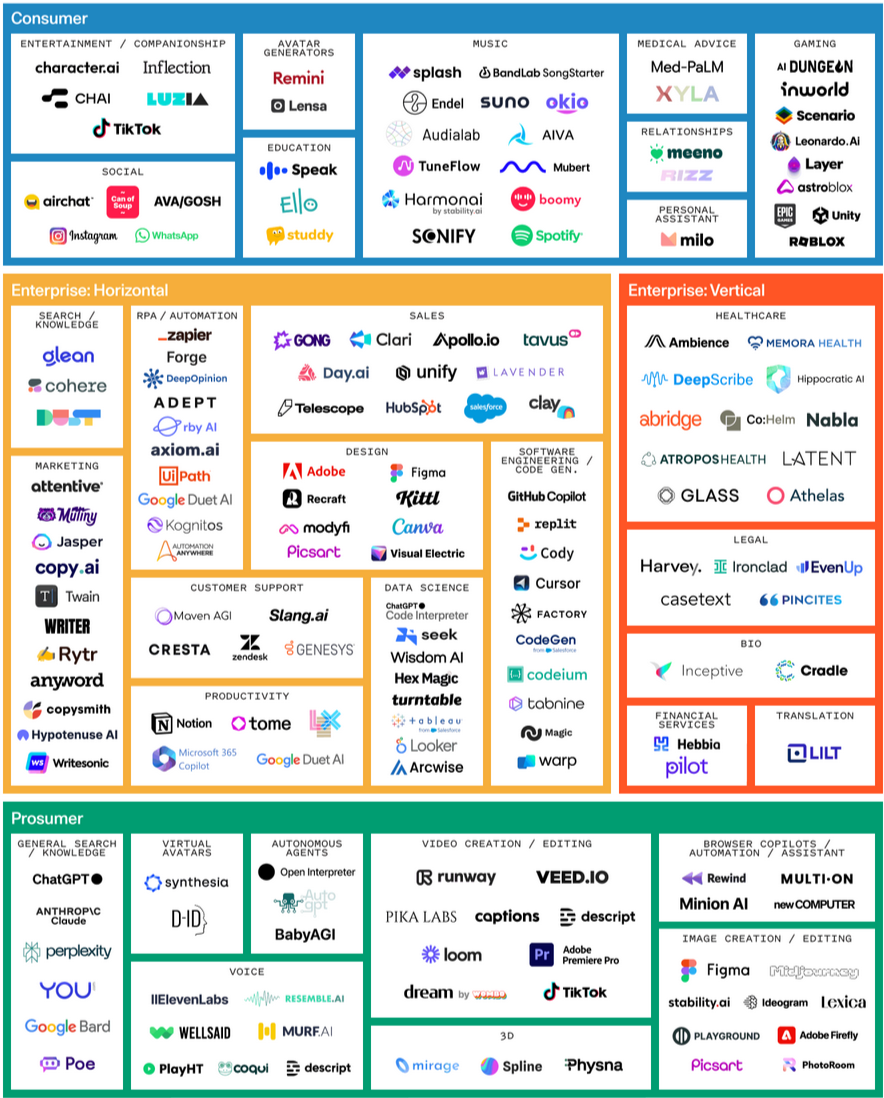 Consumer
ENTERTAINMENT / COMPANIONSHIP
character.ai Inflection
CHAI LUZIA
TikTok
SOCIAL
airchat Can of Soup AVA/GOSH
Instagram WhatsApp
AVATAR
GENERATORS
Remini
Lensa
EDUCATION
Speak
Ello
studdy
MUSIC
splash BandLab SongStarter
Endel suno okio
Audialab AIVA
TuneFlow Mubert
Harmonai boomy
by stability.ai
SONIFY Spotify
MEDICAL ADVICE
Med-PaLM
XYLA
RELATIONSHIPS
meeno
RIZZ
PERSONAL
ASSISTANT
milo
GAMING
AI DUNGEON
inworld
Scenario
Leonardo.Ai
Layer
astroblox
EPIC GAMES Unity
ROBLOX
Enterprise: Horizontal
SEARCH /
KNOWLEDGE
glean
cohere
DUST
MARKETING
attentive
Mutiny
Jasper
copy.ai
T Twain
WRITER
Rytr
anyword
copysmith
Hypotenuse AI
WS Writesonic
RPA / AUTOMATION
zapier
Forge
DeepOpinion
ADEPT
rby AI
axiom.ai
UiPath
Google Duet AI
Kognitos
AUTOMATION
ANYWHERE
SALES
GONG Clari Apollo.io tavus
Day.ai unify LAVENDER
Telescope HubSpot salesforce clay
DESIGN
Adobe Figma
Recraft Kittl
modyfi Canva
Picsart Visual Electric
SOFTWARE
ENGINEERING /
CODE GEN.
GitHub Copilot
replit
Cody
Cursor
FACTORY
CodeGen
from salesforce
codeium
tabnine
Magic
warp
CUSTOMER SUPPORT
Maven AGI Slang.ai
CRESTA zendesk GENESYS
PRODUCTIVITY
Notion tome LEX
Microsoft 365
Copilot
Google Duet AI
DATA SCIENCE
ChatGPT
Code Interpreter
seek
Wisdom AI
Hex Magic
turntable
tableau
from salesforce
Looker
Arcwise
Enterprise: Vertical
HEALTHCARE
Ambience MEMORA HEALTH
DeepScribe Hippocratic AI
abridge Co:Helm Nabla
ATROPOS HEALTH LATENT
GLASS Athelas
LEGAL
Harvey. Ironclad EvenUp
casetext PINCITES
BIO
Inceptive Cradle
FINANCIAL
SERVICES
Hebbia
pilot
TRANSLATION
LILT
Prosumer
GENERAL SEARCH
/ KNOWLEDGE
ChatGPT
ANTHROP\C
Claude
perplexity
YOU
Google Bard
Poe
VIRTUAL
AVATARS
synthesia
D-ID
AUTONOMOUS
AGENTS
Open Interpreter
Auto
gpt
BabyAGI
VOICE
IIElevenLabs RESEMBLE.AI
WELLSAID MURF.AI
PlayHT coqui descript
VIDEO CREATION / EDITING
runway VEED.IO
PIKA LABS captions descript
loom Pr Adobe
Premiere Pro
dream by TikTok
3D
mirage Spline Physna
BROWSER COPILOTS /
AUTOMATION / ASSISTANT
Rewind MULTI·ON
Minion AI new COMPUTER
IMAGE CREATION / EDITING
Figma Midjourney
stability.ai Ideogram Lexica
PLAYGROUND Adobe Firefly
Picsart PhotoRoom